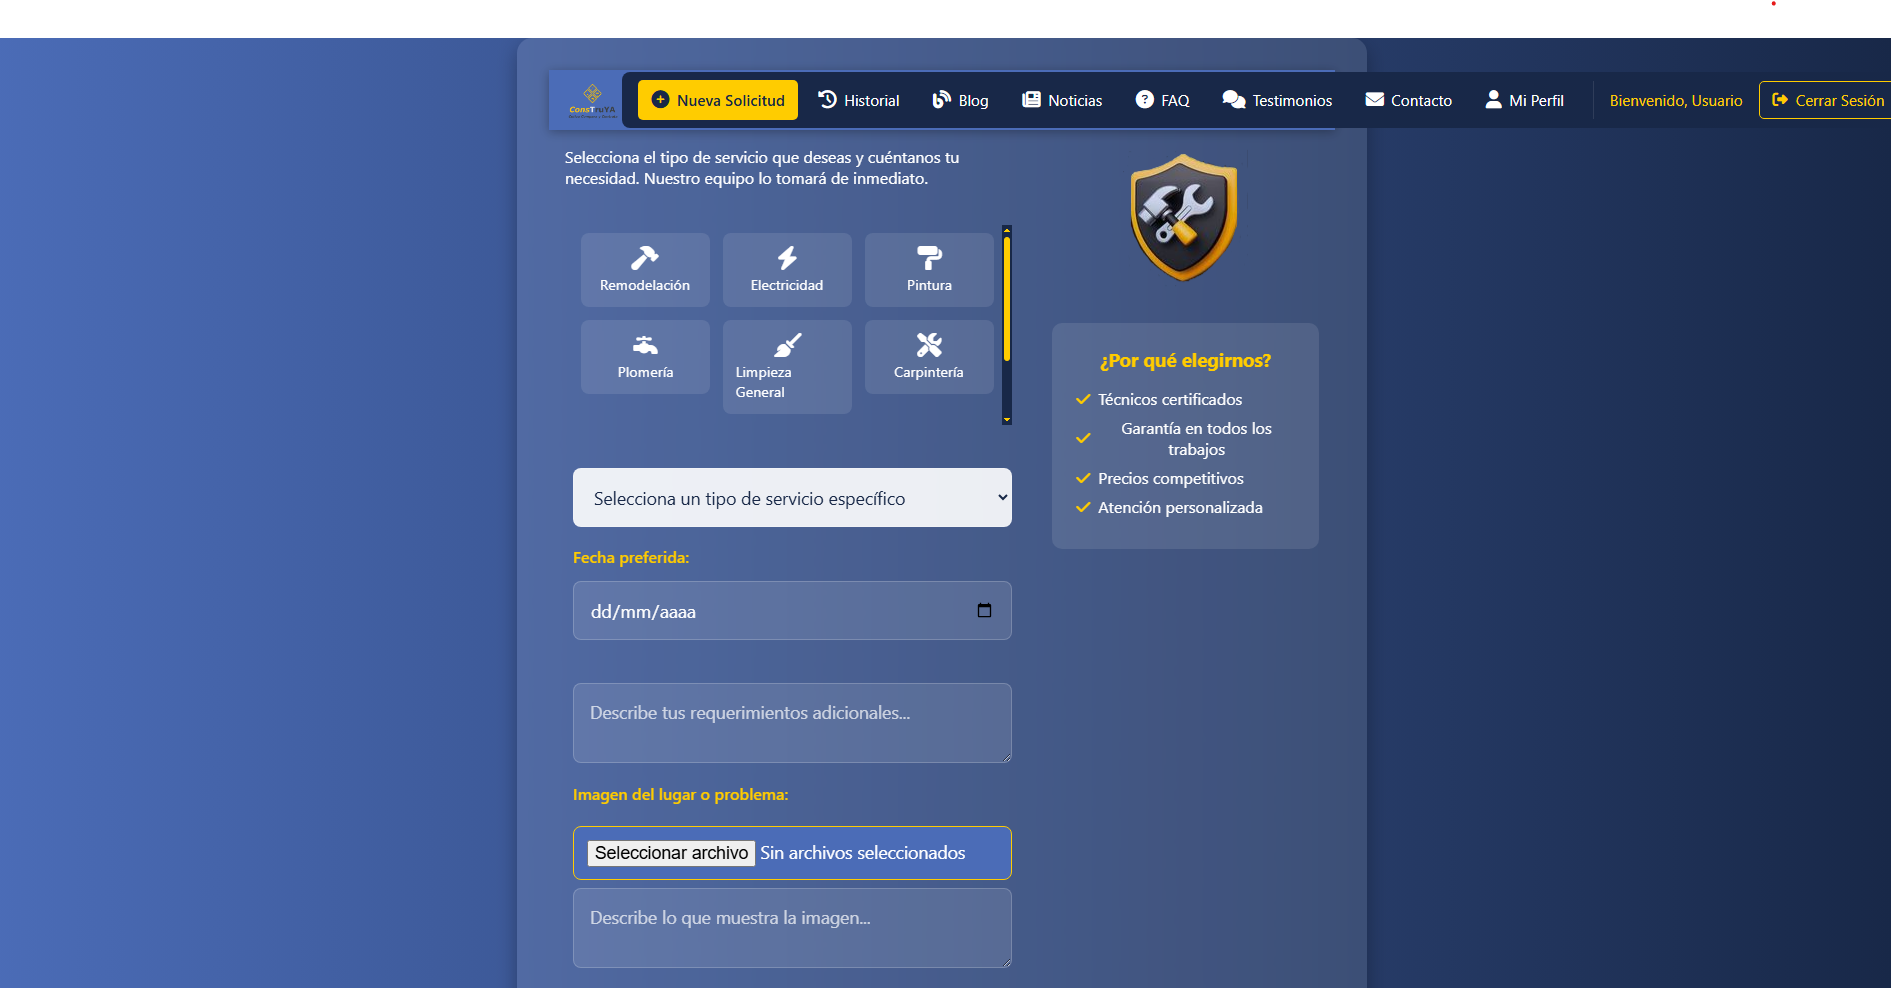 ConsTruYA
Nueva Solicitud
Historial
Blog
Noticias
FAQ
Testimonios
Contacto
Mi Perfil
Bienvenido, Usuario
Cerrar Sesión
Selecciona el tipo de servicio que deseas y cuéntanos tu
necesidad. Nuestro equipo lo tomará de inmediato.
Remodelación
Electricidad
Pintura
Plomería
Limpieza
General
Carpintería
Selecciona un tipo de servicio específico
Fecha preferida:
dd/mm/aaaa
Describe tus requerimientos adicionales...
Imagen del lugar o problema:
Seleccionar archivo Sin archivos seleccionados
Describe lo que muestra la imagen...
¿Por qué elegirnos?
Técnicos certificados
Garantía en todos los
trabajos
Precios competitivos
Atención personalizada